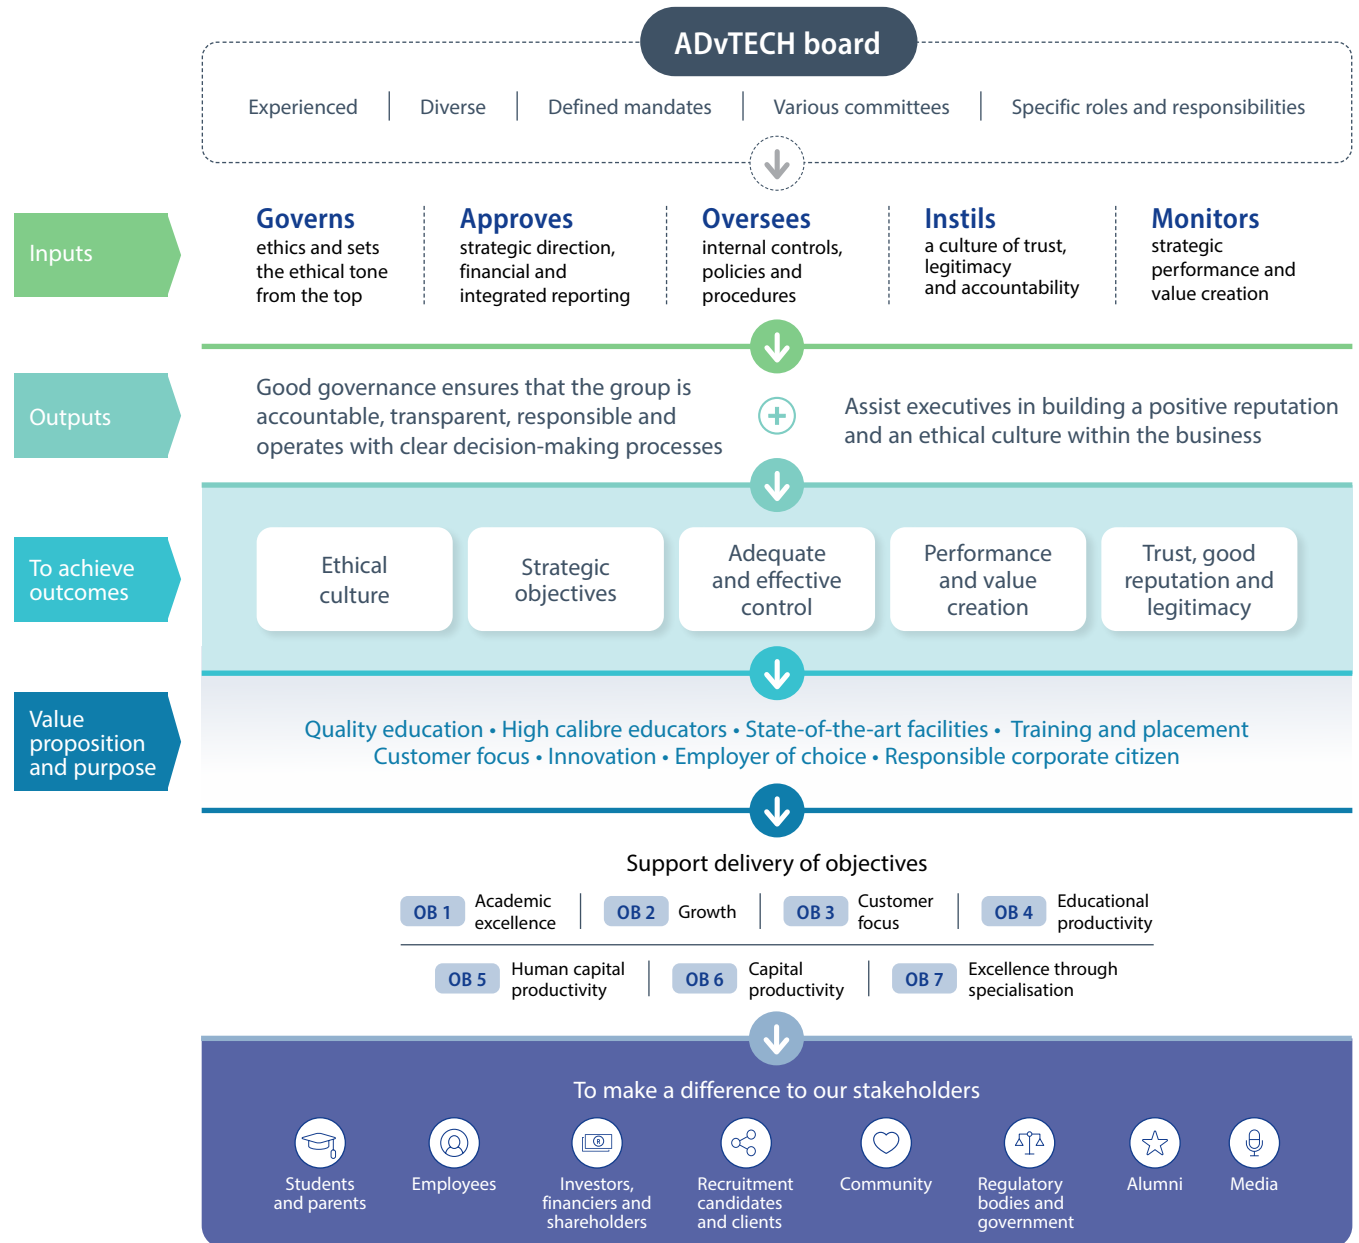 ADvTECH board
Experienced
Diverse
Defined mandates
Various committees
Specific roles and responsibilities
Inputs
Governs
ethics and sets
the ethical tone
from the top
Approves
strategic direction,
financial and
integrated reporting
Oversees
internal controls,
policies and
procedures
Instils
a culture of trust,
legitimacy
and accountability
Monitors
strategic
performance and
value creation
Outputs
Good governance ensures that the group is
accountable, transparent, responsible and
operates with clear decision-making processes
Assist executives in building a positive reputation
and an ethical culture within the business
To achieve
outcomes
Ethical
culture
Strategic
objectives
Adequate
and effective
control
Performance
and value
creation
Trust, good
reputation and
legitimacy
Value
proposition
and purpose
Quality education • High calibre educators • State-of-the-art facilities • Training and placement
Customer focus • Innovation • Employer of choice • Responsible corporate citizen
Support delivery of objectives
OB 1
Academic
excellence
OB 2
Growth
OB 3
Customer
focus
OB 4
Educational
productivity
OB 5
Human capital
productivity
OB 6
Capital
productivity
OB 7
Excellence through
specialisation
To make a difference to our stakeholders
Students
and parents
Employees
R
Investors,
financiers and
shareholders
Recruitment
candidates
and clients
Community
Regulatory
bodies and
government
Alumni
Media